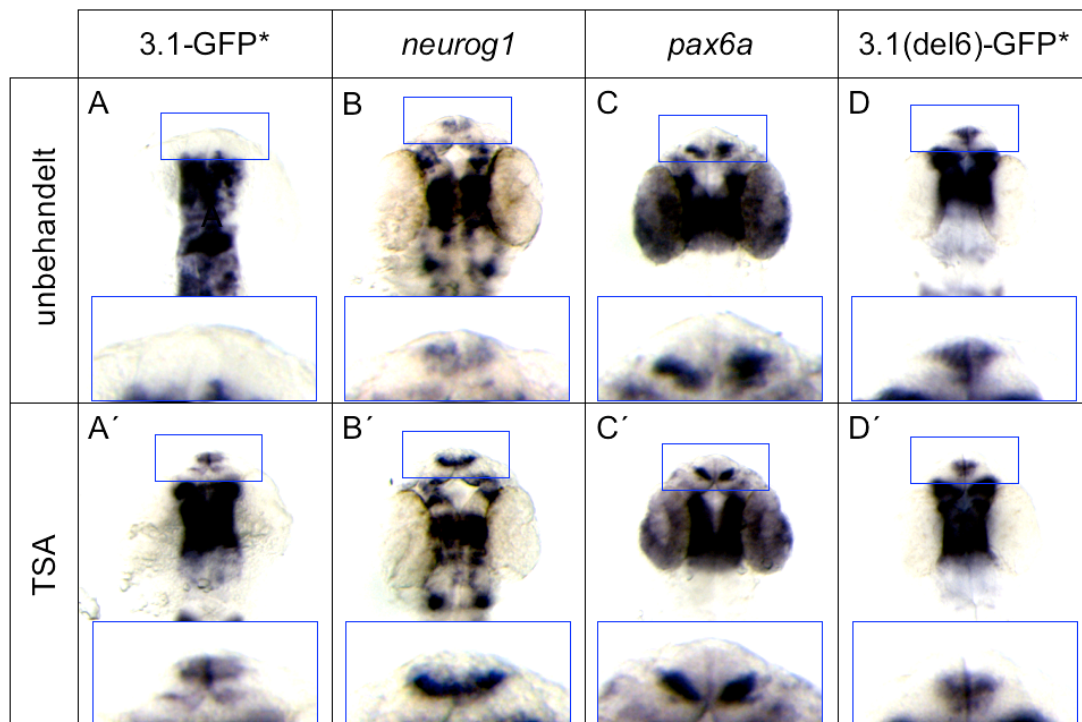 3.1-GFP* neurog1 pax6a 3.1(del6)-GFP*
unbehandelt
A B C D
TSA
A´ B´ C´ D´